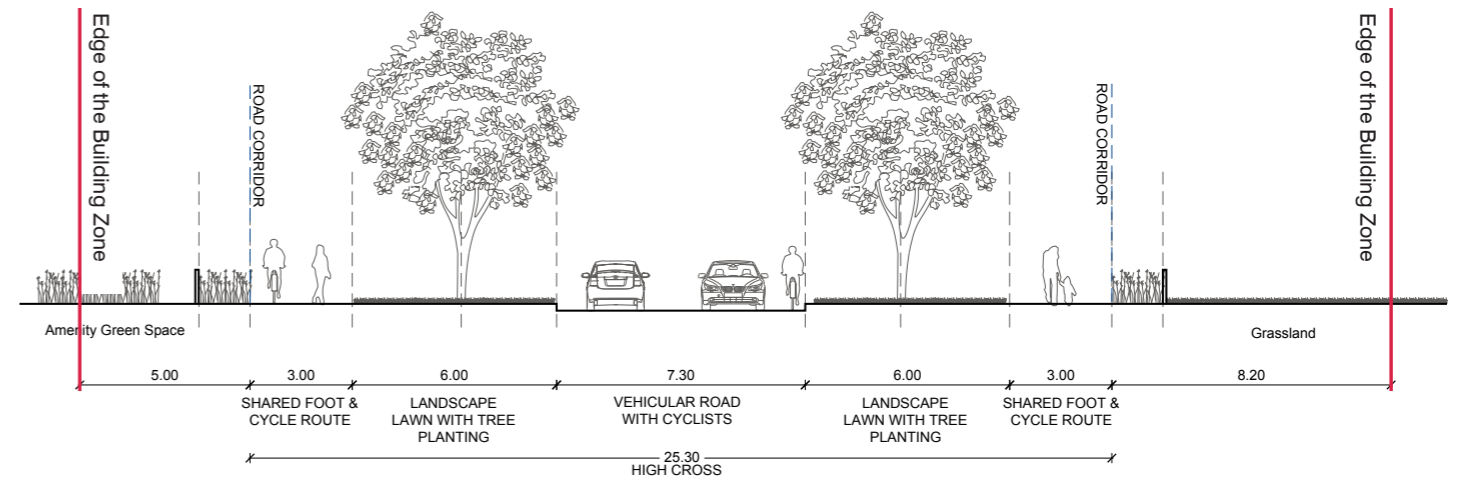 Edge of the Building Zone
ROAD CORRIDOR
ROAD CORRIDOR
Edge of the Building Zone
Amenity Green Space
Grassland
5.00
3.00
6.00
7.30
6.00
3.00
8.20
SHARED FOOT &
CYCLE ROUTE
LANDSCAPE
LAWN WITH TREE
PLANTING
VEHICULAR ROAD
WITH CYCLISTS
LANDSCAPE
LAWN WITH TREE
PLANTING
SHARED FOOT &
CYCLE ROUTE
25.30
HIGH CROSS